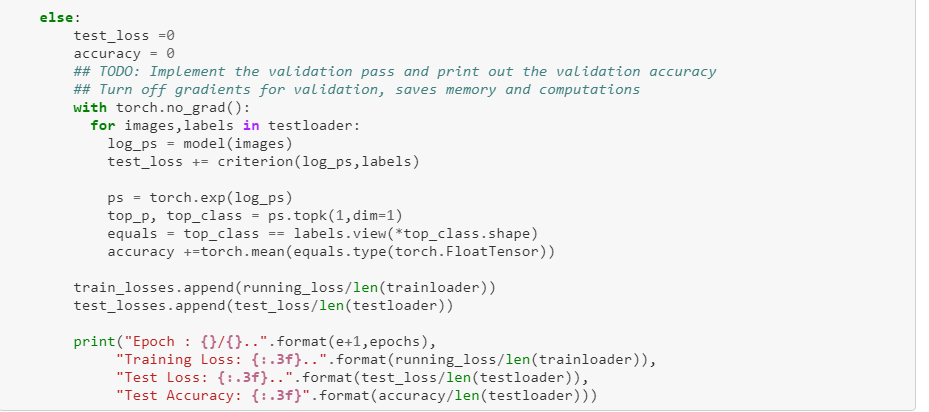 else:
    test_loss =0
    accuracy = 0
    ## TODO: Implement the validation pass and print out the validation accuracy
    ## Turn off gradients for validation, saves memory and computations
    with torch.no_grad():
      for images,labels in testloader:
        log_ps = model(images)
        test_loss += criterion(log_ps,labels)

        ps = torch.exp(log_ps)
        top_p, top_class = ps.topk(1,dim=1)
        equals = top_class == labels.view(*top_class.shape)
        accuracy +=torch.mean(equals.type(torch.FloatTensor))

    train_losses.append(running_loss/len(trainloader))
    test_losses.append(test_loss/len(testloader))

    print("Epoch : {}/{}..".format(e+1,epochs),
         "Training Loss: {:.3f}..".format(running_loss/len(trainloader)),
         "Test Loss: {:.3f}..".format(test_loss/len(testloader)),
         "Test Accuracy: {:.3f}".format(accuracy/len(testloader)))